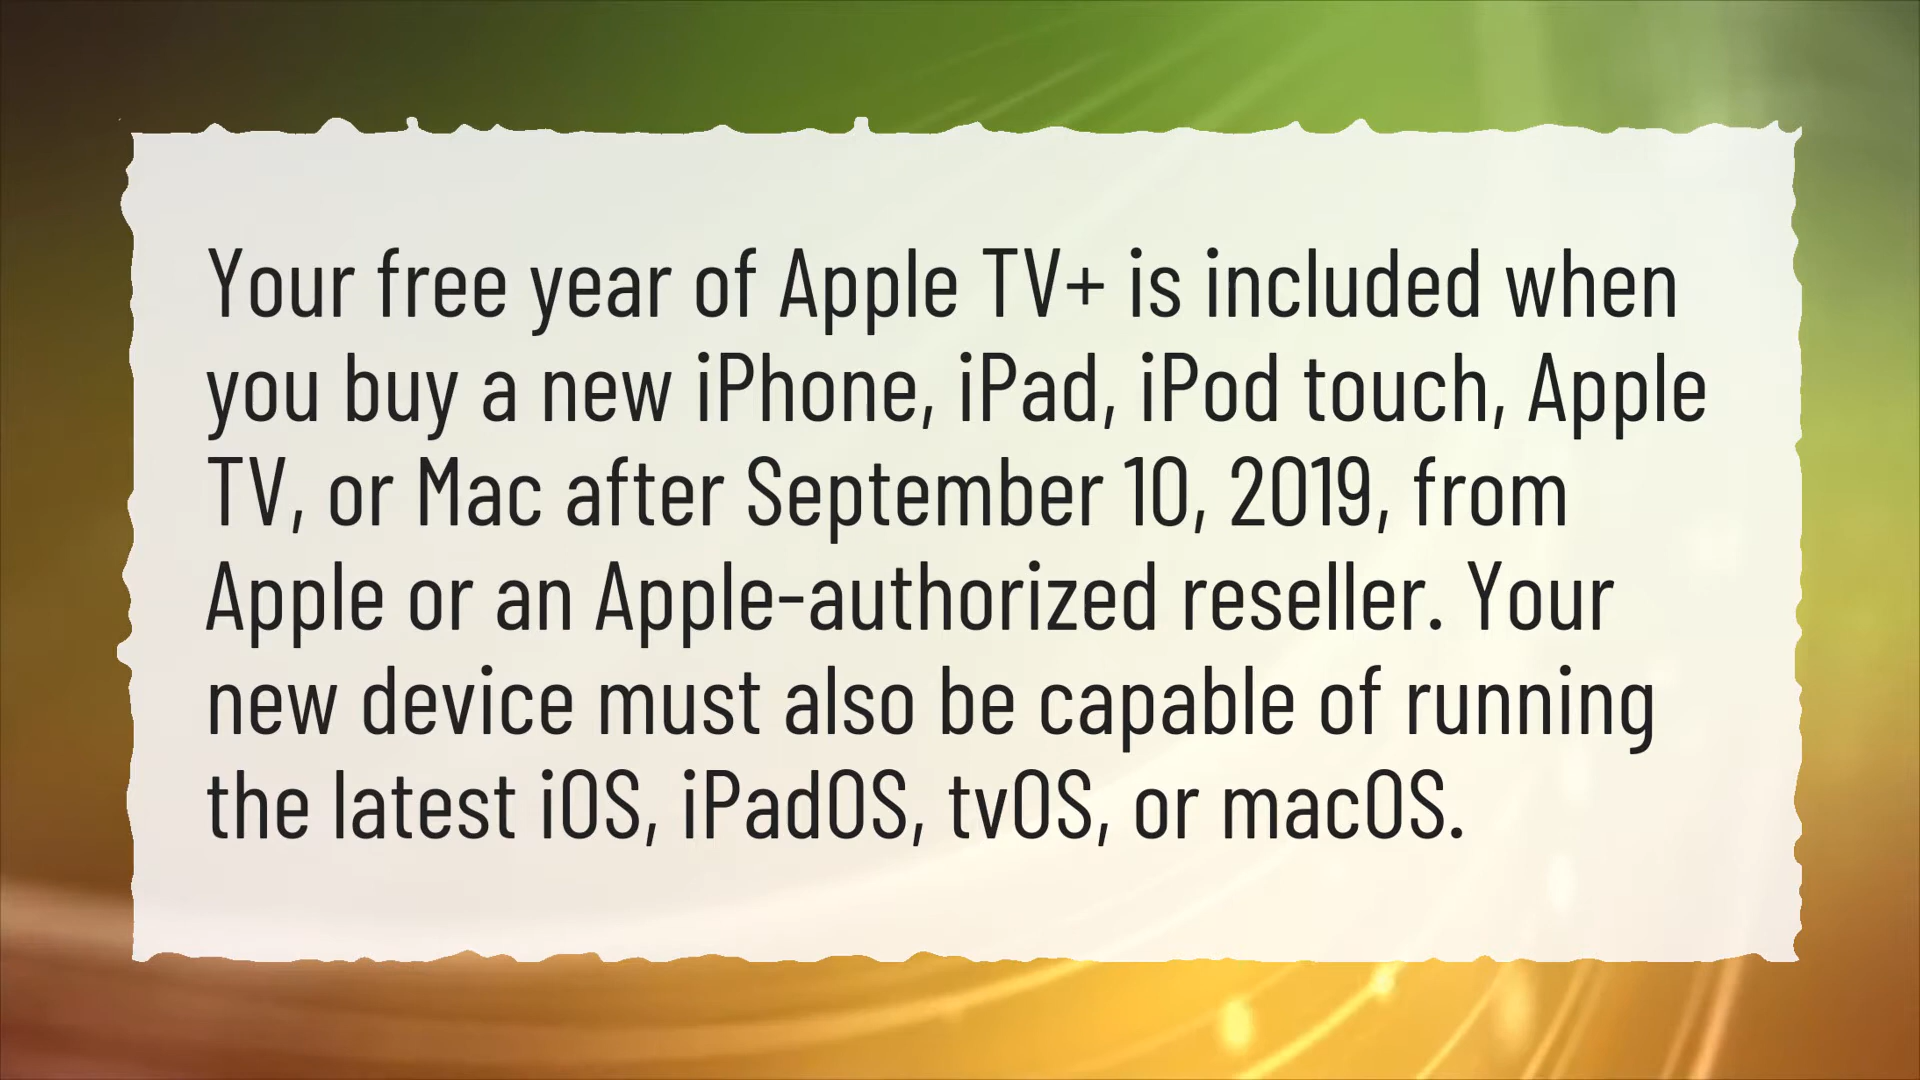 Your free year of Apple TV+ is included when
you buy a new iPhone, iPad, iPod touch, Apple
TV, or Mac after September 10, 2019, from
Apple or an Apple-authorized reseller. Your
new device must also be capable of running
the latest iOS, iPadOS, tvOS, or macOS.